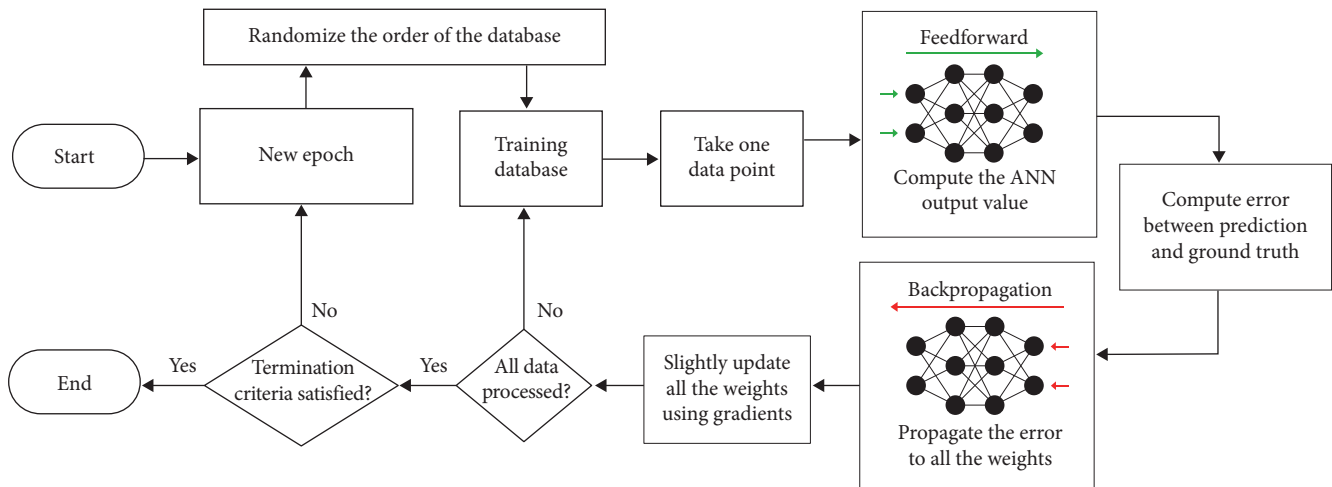 Randomize the order of the database
Start
New epoch
Training
database
Take one
data point
Feedforward
Compute the ANN
output value
Compute error
between prediction
and ground truth
Backpropagation
Propagate the error
to all the weights
Slightly update
all the weights
using gradients
All data
processed?
No
Yes
Termination
criteria satisfied?
No
Yes
End